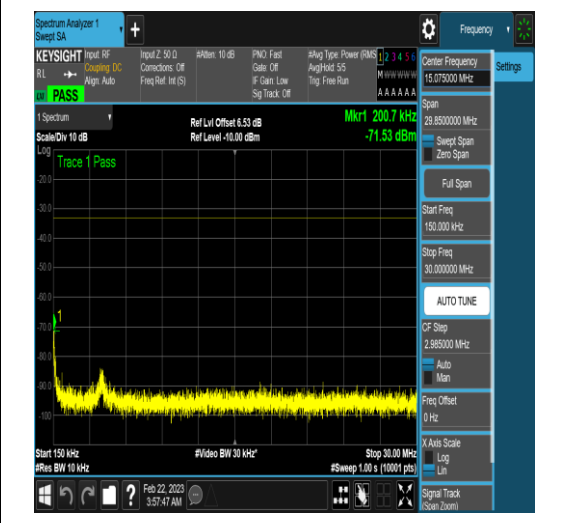 Spectrum Analyzer 1
Swept SA
+
Frequency
KEYSIGHT
RL
PASS
Input: RF
Coupling: DC
Align: Auto
Input Z: 50 Ω
Corrections: Off
Freq Ref: Int (S)
#Atten: 10 dB
PNO: Fast
Gate: Off
IF Gain: Low
Sig Track: Off
#Avg Type: Power (RMS
Avg|Hold: 5/5
Trig: Free Run
1 2 3 4 5 6
M W W W W W
A A A A A A
1 Spectrum
Scale/Div 10 dB
Ref Lvl Offset 6.53 dB
Ref Level -10.00 dBm
Mkr1 200.7 kHz
-71.53 dBm
Log
Trace 1 Pass
-20.0
-30.0
-40.0
-50.0
-60.0
-70.0
-80.0
-90.0
-100
1
Start 150 kHz
#Res BW 10 kHz
#Video BW 30 kHz*
Stop 30.00 MHz
#Sweep 1.00 s (10001 pts)
?
Feb 22, 2023
3:57:47 AM
Center Frequency
15.075000 MHz
Settings
Span
29.8500000 MHz
Swept Span
Zero Span
Full Span
Start Freq
150.000 kHz
Stop Freq
30.000000 MHz
AUTO TUNE
CF Step
2.985000 MHz
Auto
Man
Freq Offset
0 Hz
X Axis Scale
Log
Lin
Signal Track
(Span Zoom)